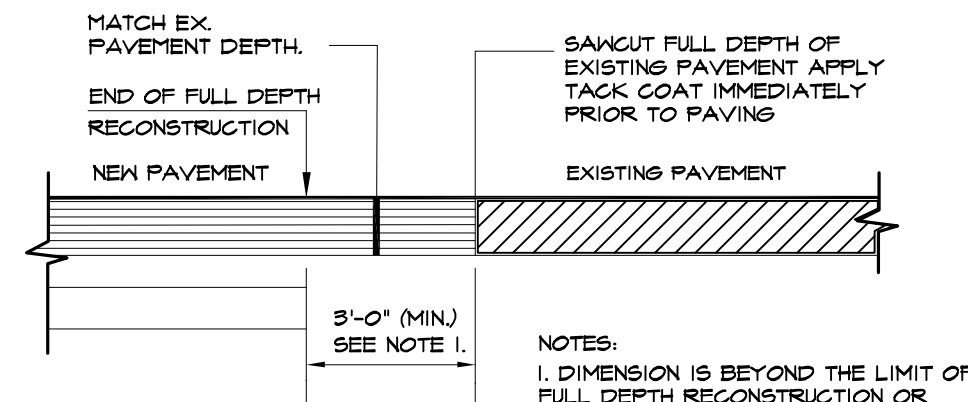 MATCH EX.
PAVEMENT DEPTH.
END OF FULL DEPTH
RECONSTRUCTION
NEW PAVEMENT
SAWCUT FULL DEPTH OF
EXISTING PAVEMENT APPLY
TACK COAT IMMEDIATELY
PRIOR TO PAVING
EXISTING PAVEMENT
3'-0" (MIN.)
SEE NOTE 1.
NOTES:
1. DIMENSION IS BEYOND THE LIMIT OF
FULL DEPTH RECONSTRUCTION OR